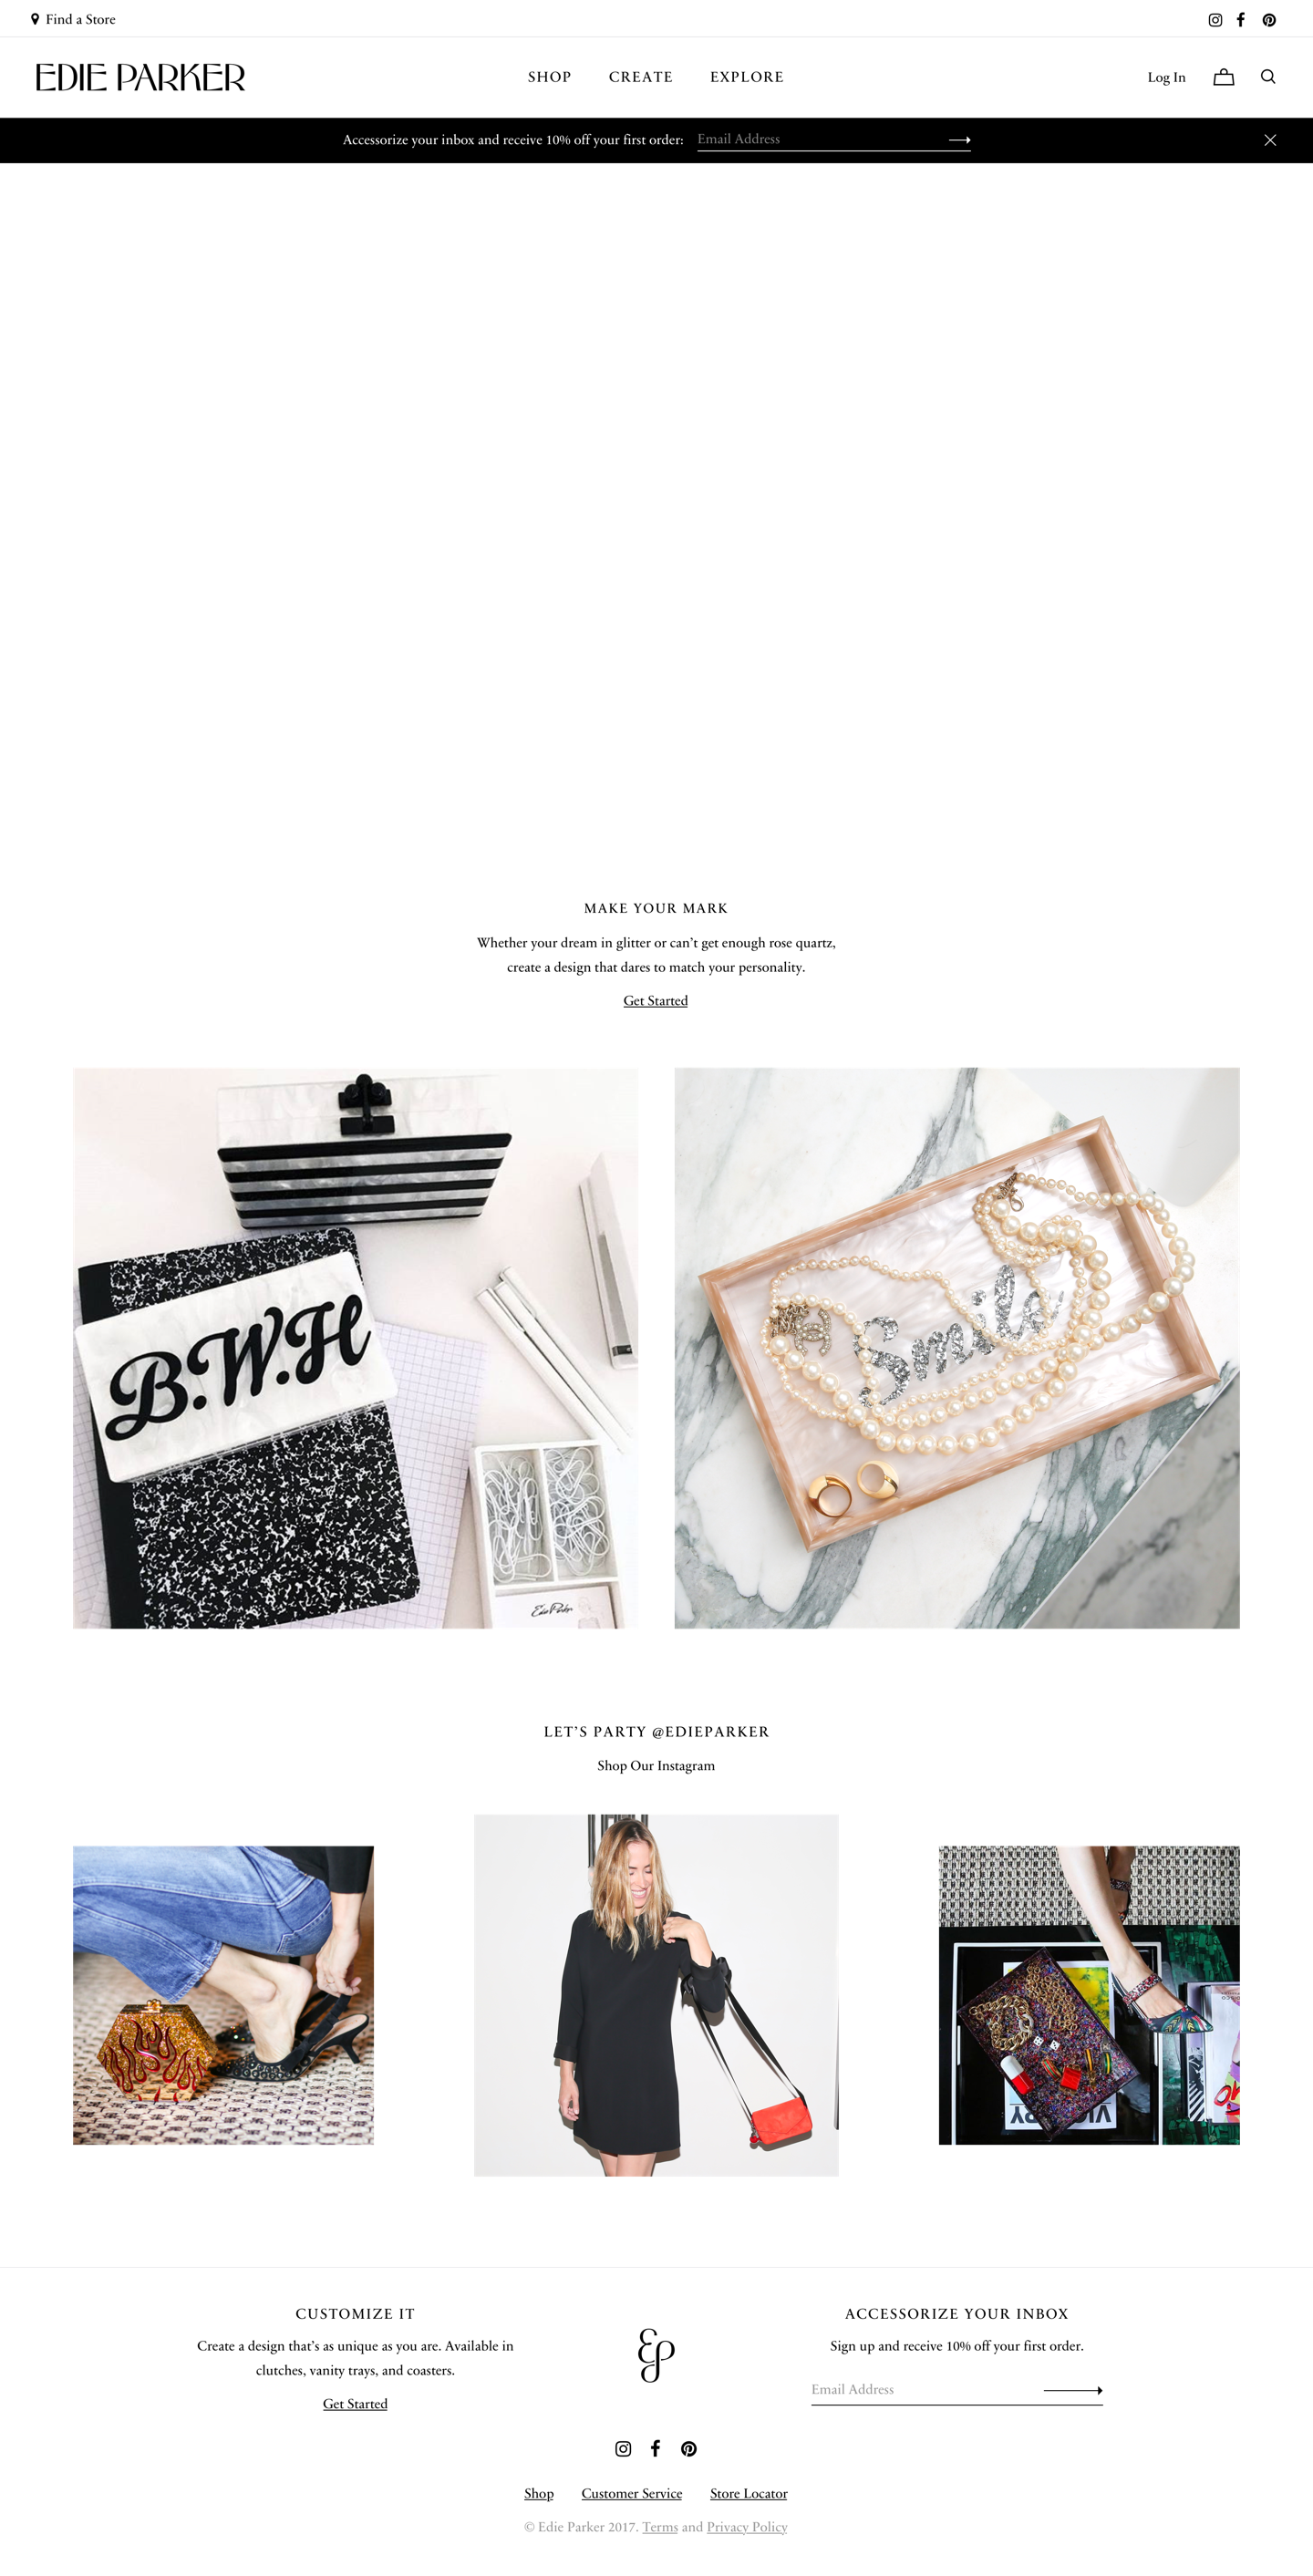 Find a Store
EDIE PARKER
SHOP
CREATE
EXPLORE
Log In
Accessorize your inbox and receive 10% off your first order:
Email Address
MAKE YOUR MARK
Whether your dream in glitter or can’t get enough rose quartz,
create a design that dares to match your personality.
Get Started
B.W.H
Edie Parker
Smile
LET’S PARTY @EDIEPARKER
Shop Our Instagram
CUSTOMIZE IT
Create a design that’s as unique as you are. Available in
clutches, vanity trays, and coasters.
Get Started
EP
ACCESSORIZE YOUR INBOX
Sign up and receive 10% off your first order.
Email Address
Shop
Customer Service
Store Locator
© Edie Parker 2017. Terms and Privacy Policy